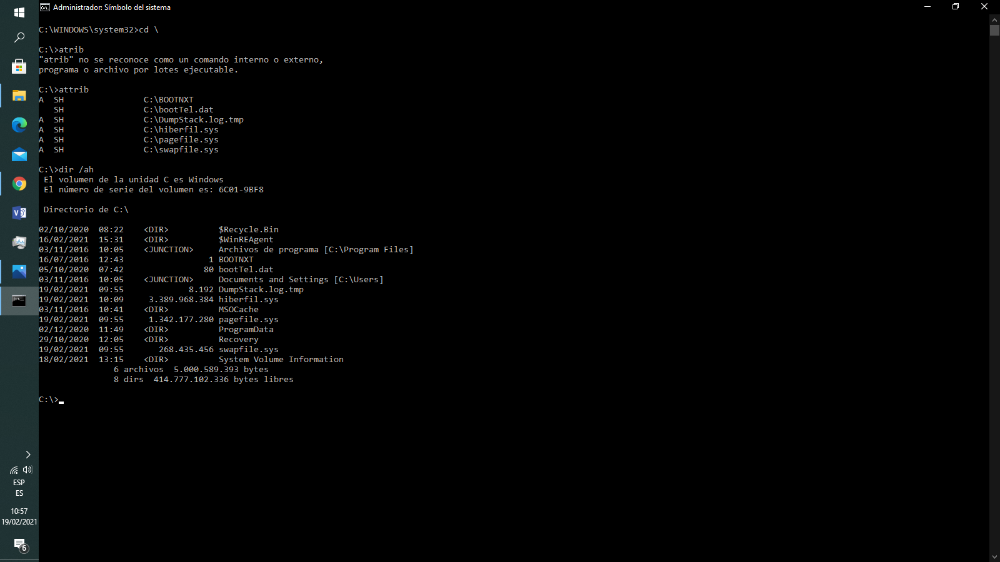 Administrador: Símbolo del sistema
C:\WINDOWS\system32>cd \
C:\>atrib
"atrib" no se reconoce como un comando interno o externo,
programa o archivo por lotes ejecutable.
C:\>attrib
A  SH                C:\BOOTNXT
   SH                C:\bootTel.dat
A  SH                C:\DumpStack.log.tmp
A  SH                C:\hiberfil.sys
A  SH                C:\pagefile.sys
A  SH                C:\swapfile.sys
C:\>dir /ah
 El volumen de la unidad C es Windows
 El número de serie del volumen es: 6C01-9BF8
 Directorio de C:\
02/10/2020  08:22    <DIR>          $Recycle.Bin
16/02/2021  15:31    <DIR>          $WinREAgent
03/11/2016  10:05    <JUNCTION>     Archivos de programa [C:\Program Files]
16/07/2016  12:43                 1 BOOTNXT
05/10/2020  07:42                80 bootTel.dat
03/11/2016  10:05    <JUNCTION>     Documents and Settings [C:\Users]
19/02/2021  09:55             8.192 DumpStack.log.tmp
19/02/2021  10:09     3.389.968.384 hiberfil.sys
03/11/2016  10:41    <DIR>          MSOCache
19/02/2021  09:55     1.342.177.280 pagefile.sys
02/12/2020  11:49    <DIR>          ProgramData
29/10/2020  12:05    <DIR>          Recovery
19/02/2021  09:55       268.435.456 swapfile.sys
18/02/2021  13:15    <DIR>          System Volume Information
               6 archivos  5.000.589.393 bytes
               8 dirs  414.777.102.336 bytes libres
C:\>
ESP
ES
10:57
19/02/2021
6